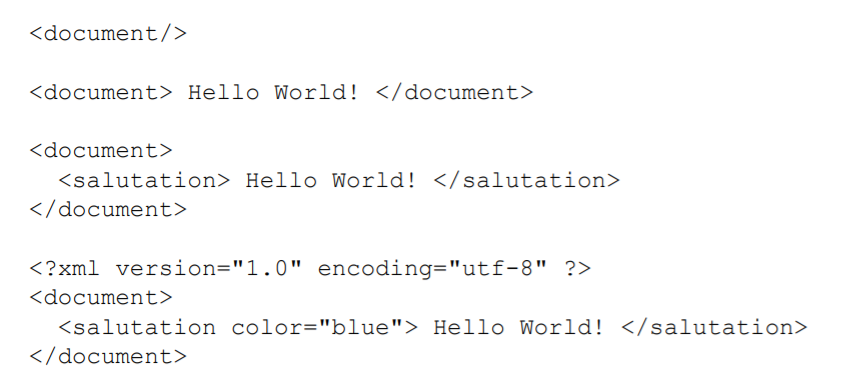 <document/>
<document> Hello World! </document>
<document>
<salutation> Hello World! </salutation>
</document>
<?xml version="1.0" encoding="utf-8" ?>
<document>
<salutation color="blue"> Hello World! </salutation>
</document>